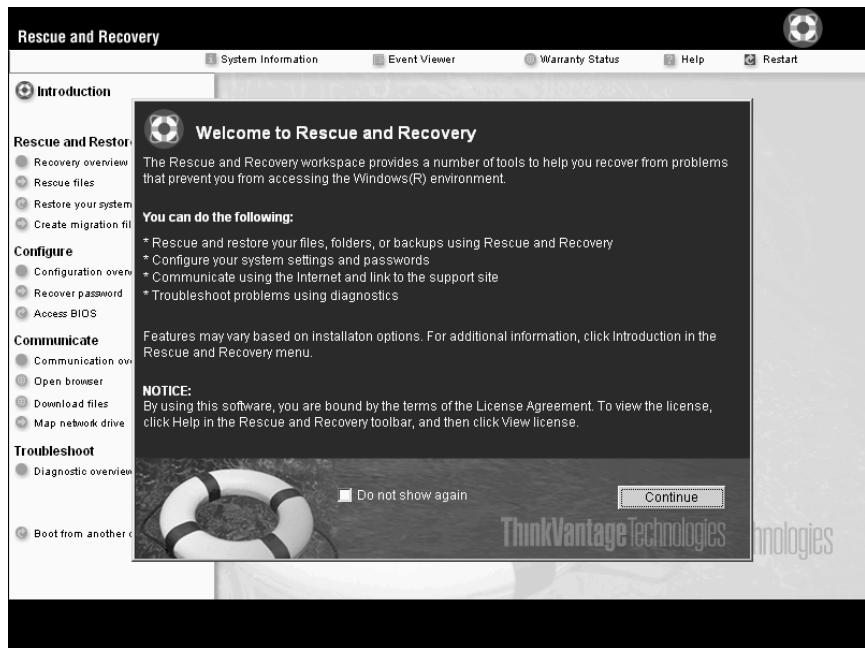 Rescue and Recovery
System Information Event Viewer Warranty Status Help Restart
Introduction
Rescue and Restor
Recovery overview
Rescue files
Restore your system
Create migration fil
Configure
Configuration overv
Recover password
Access BIOS
Communicate
Communication ov
Open browser
Download files
Map network drive
Troubleshoot
Diagnostic overview
Boot from another
Welcome to Rescue and Recovery
The Rescue and Recovery workspace provides a number of tools to help you recover from problems
that prevent you from accessing the Windows(R) environment.
You can do the following:
* Rescue and restore your files, folders, or backups using Rescue and Recovery
* Configure your system settings and passwords
* Communicate using the Internet and link to the support site
* Troubleshoot problems using diagnostics
Features may vary based on installaton options. For additional information, click Introduction in the
Rescue and Recovery menu.
NOTICE:
By using this software, you are bound by the terms of the License Agreement. To view the license,
click Help in the Rescue and Recovery toolbar, and then click View license.
Do not show again
Continue
ThinkVantage Technologies
hnologies